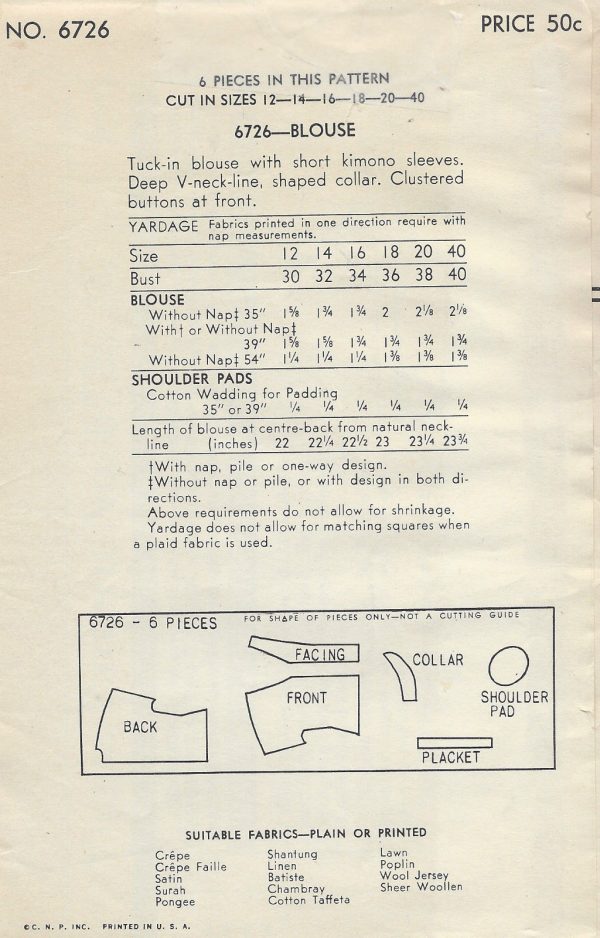 NO. 6726
PRICE 50c
6 PIECES IN THIS PATTERN
CUT IN SIZES 12—14—16—18—20—40
6726—BLOUSE
Tuck-in blouse with short kimono sleeves.
Deep V-neck-line, shaped collar. Clustered
buttons at front.
YARDAGE Fabrics printed in one direction require with
nap measurements.
Size 12 14 16 18 20 40
Bust 30 32 34 36 38 40
BLOUSE
Without Nap‡ 35" 1⅝ 1¾ 1¾ 2 2⅛ 2⅛
With† or Without Nap‡
39" 1⅝ 1⅝ 1¾ 1¾ 1¾ 1¾
Without Nap‡ 54" 1¼ 1¼ 1¼ 1⅜ 1⅜ 1⅜
SHOULDER PADS
Cotton Wadding for Padding
35" or 39" ¼ ¼ ¼ ¼ ¼ ¼
Length of blouse at centre-back from natural neck-
line (inches) 22 22¼ 22½ 23 23¼ 23¾
†With nap, pile or one-way design.
‡Without nap or pile, or with design in both di-
rections.
Above requirements do not allow for shrinkage.
Yardage does not allow for matching squares when
a plaid fabric is used.
6726 - 6 PIECES
FOR SHAPE OF PIECES ONLY—NOT A CUTTING GUIDE
FACING
COLLAR
FRONT
SHOULDER
PAD
BACK
PLACKET
SUITABLE FABRICS—PLAIN OR PRINTED
Crêpe
Crêpe Faille
Satin
Surah
Pongee
Shantung
Linen
Batiste
Chambray
Cotton Taffeta
Lawn
Poplin
Wool Jersey
Sheer Woollen
©C. N. P. INC. PRINTED IN U. S. A.